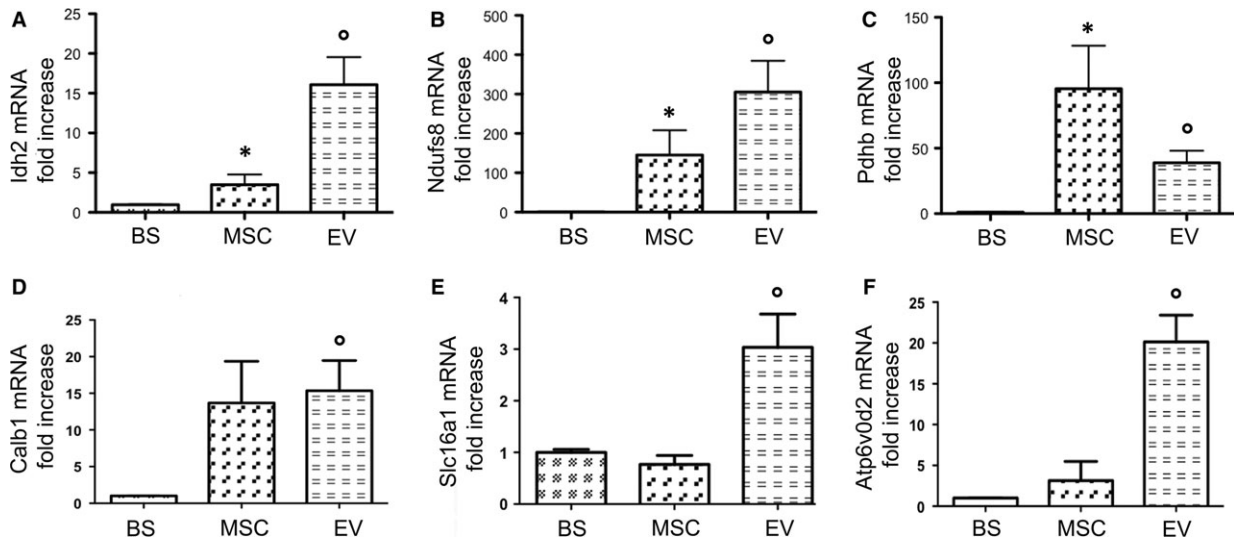 A
Idh2 mRNA
fold increase
25
20
15
10
5
0
*
BS
MSC
EV
B
Ndufs8 mRNA
fold increase
500
400
300
200
100
0
*
BS
MSC
EV
C
Pdhb mRNA
fold increase
150
100
50
0
*
BS
MSC
EV
D
Calb1 mRNA
fold increase
25
20
15
10
5
0
BS
MSC
EV
E
Slc16a1 mRNA
fold increase
4
3
2
1
0
BS
MSC
EV
F
Atp6v0d2 mRNA
fold increase
25
20
15
10
5
0
BS
MSC
EV